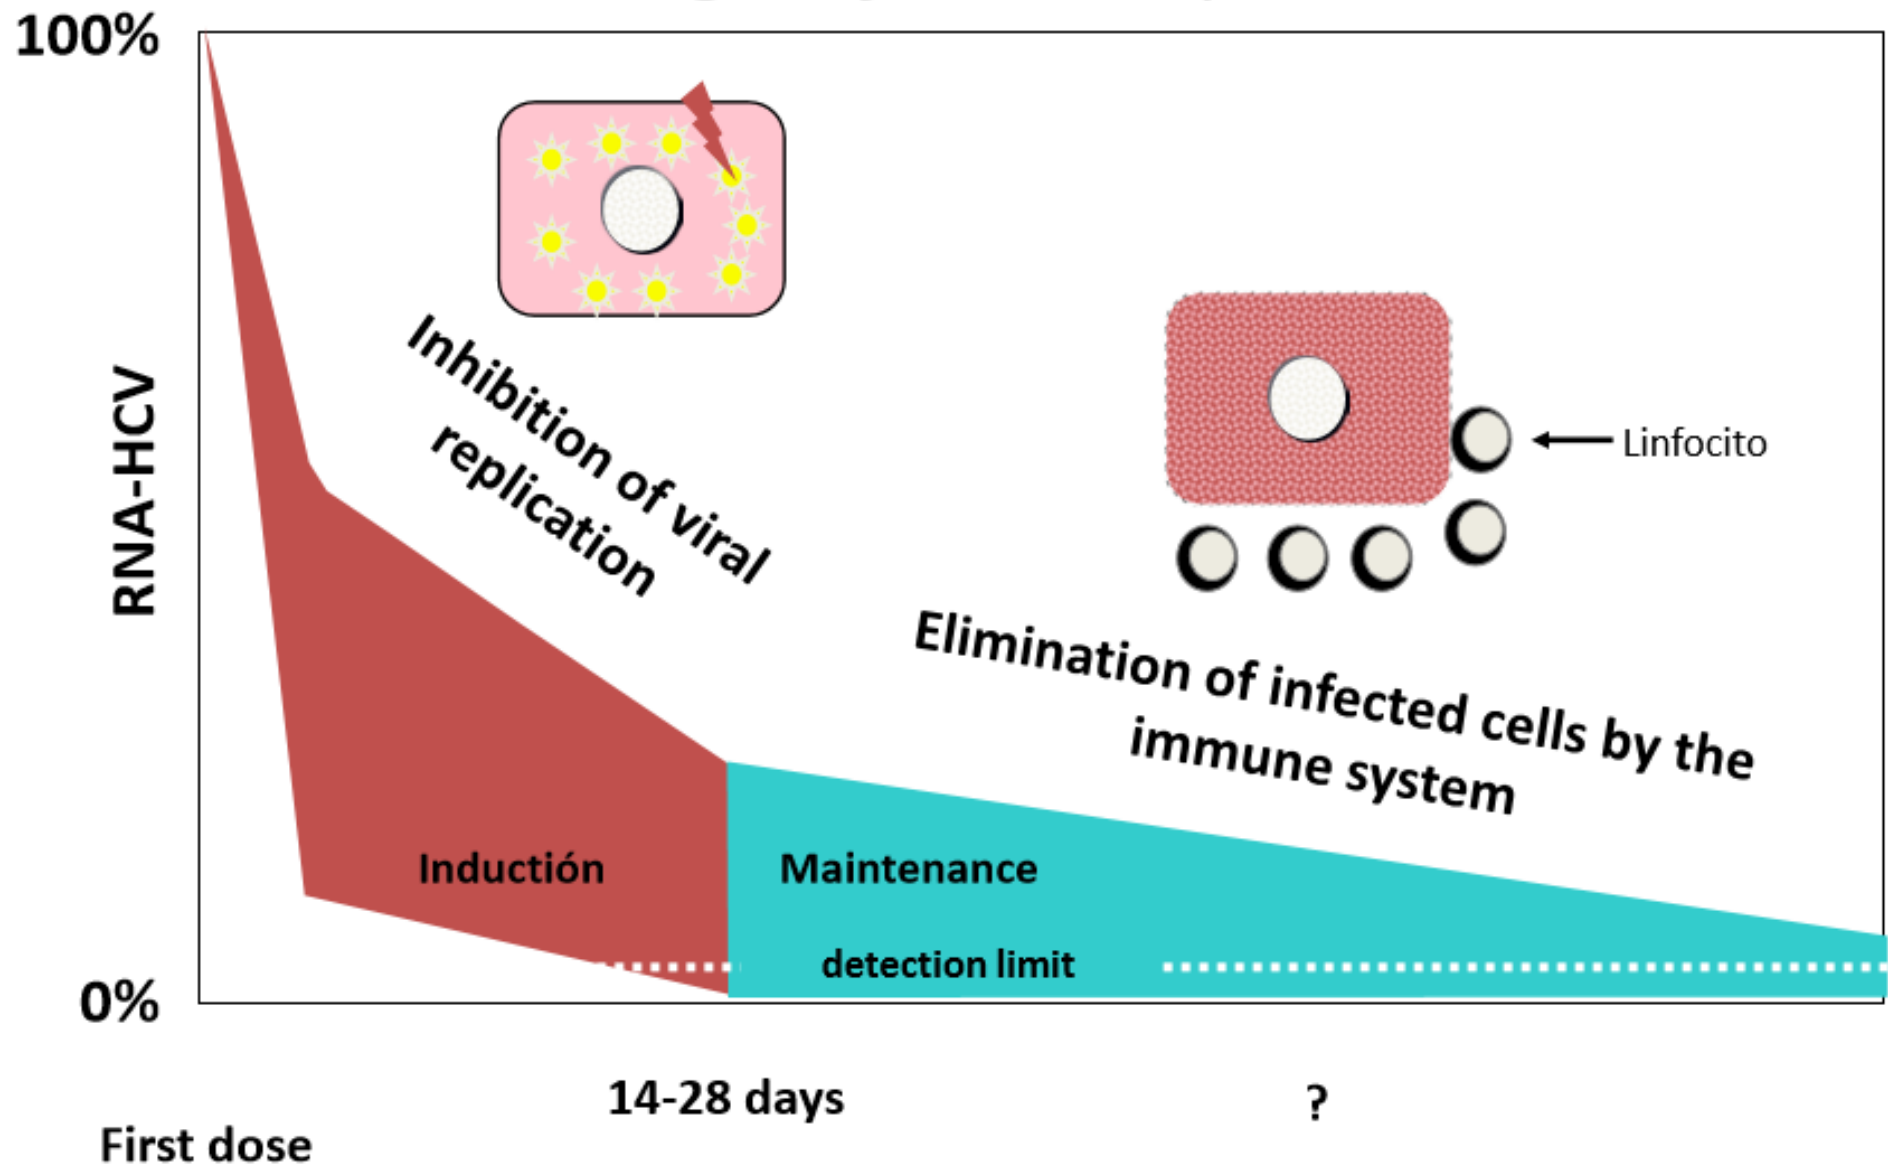 100%
RNA-HCV
Inhibition of viral
replication
Linfocito
Elimination of infected cells by the
immune system
Inductión
Maintenance
detection limit
0%
14-28 days
?
First dose